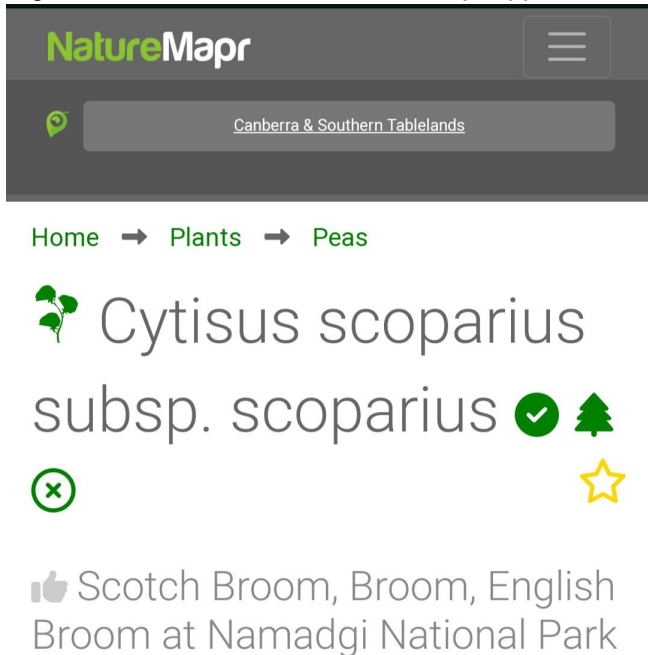 NatureMapr
Canberra & Southern Tablelands
Home → Plants → Peas
Cytisus scoparius
subsp. scoparius
Scotch Broom, Broom, English
Broom at Namadgi National Park